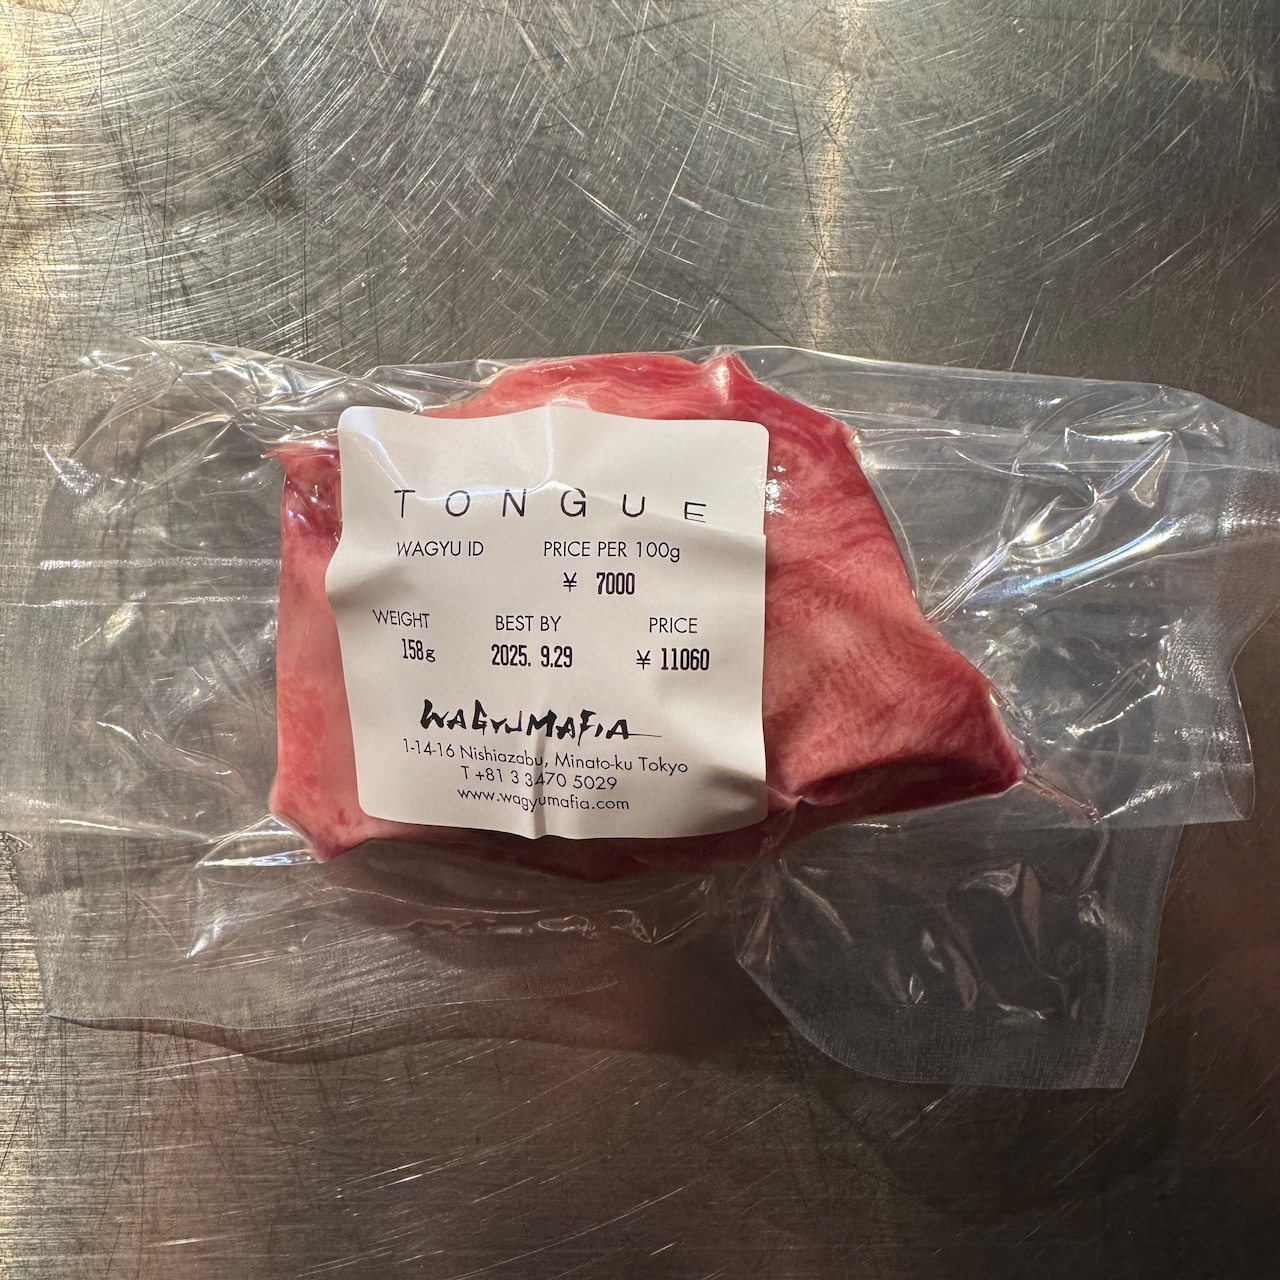 TONGUE
WAGYU ID PRICE PER 100g
¥ 7000
WEIGHT BEST BY PRICE
158g 2025. 9.29 ¥ 11060
WAGYUMAFIA
1-14-16 Nishiazabu, Minato-ku Tokyo
T +81 3 3470 5029
www.wagyumafia.com